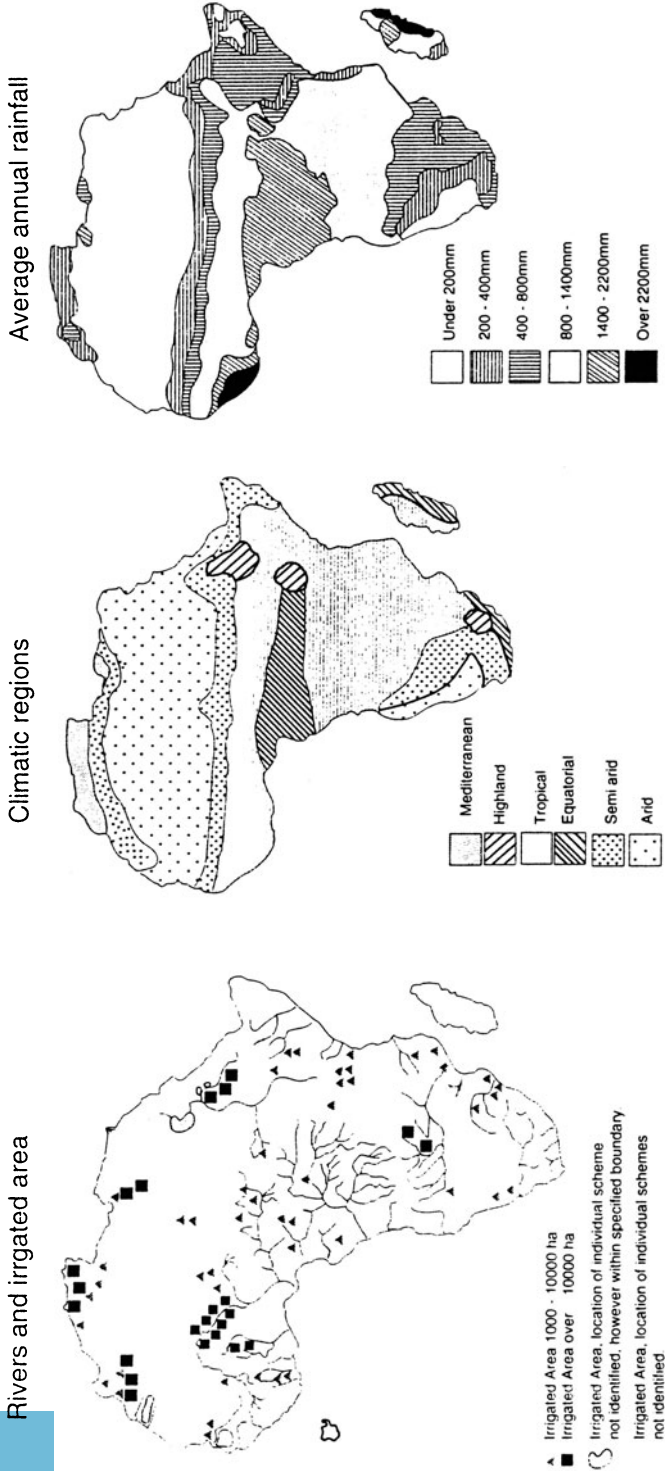 Rivers and irrgated area
Irrigated Area 1000 - 10000 ha
Irrigated Area over 10000 ha
Irrigated Area, location of individual scheme
not identified, however within specified boundary.
Irrigated Area, location of individual schemes
not identified.
Climatic regions
Mediterranean
Highland
Tropical
Equatorial
Semi arid
Arid
Average annual rainfall
Under 200mm
200 - 400mm
400 - 800mm
800 - 1400mm
1400 - 2200mm
Over 2200mm